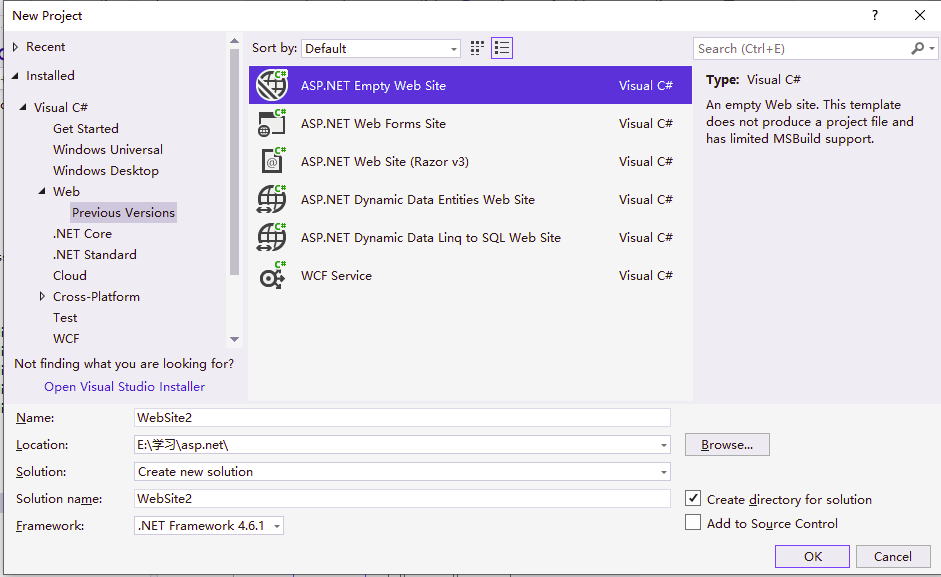 New Project
?
Recent
Installed
Visual C#
Get Started
Windows Universal
Windows Desktop
Web
Previous Versions
.NET Core
.NET Standard
Cloud
Cross-Platform
Test
WCF
Not finding what you are looking for?
Open Visual Studio Installer
Sort by: Default
ASP.NET Empty Web Site Visual C#
ASP.NET Web Forms Site Visual C#
ASP.NET Web Site (Razor v3) Visual C#
ASP.NET Dynamic Data Entities Web Site Visual C#
ASP.NET Dynamic Data Linq to SQL Web Site Visual C#
WCF Service Visual C#
Search (Ctrl+E)
Type: Visual C#
An empty Web site. This template
does not produce a project file and
has limited MSBuild support.
Name: WebSite2
Location: E:\学习\asp.net\
Browse...
Solution: Create new solution
Solution name: WebSite2
Create directory for solution
Framework: .NET Framework 4.6.1
Add to Source Control
OK
Cancel